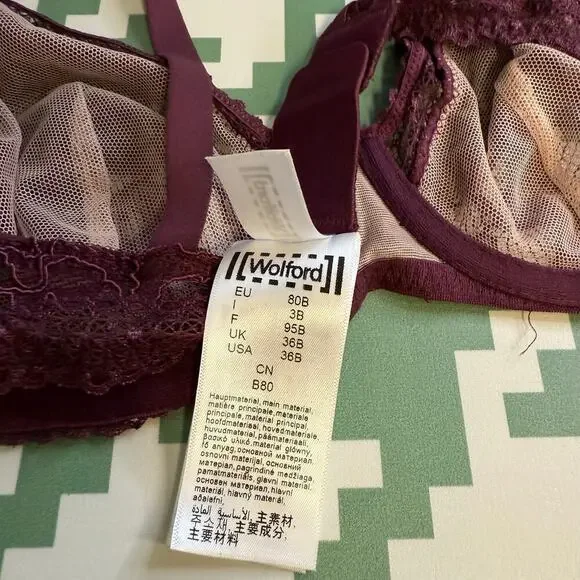 [Wolford]
EU 80B
I 3B
F 95B
UK 36B
USA 36B
CN
B80
Hauptmaterial, main material,
matière principale, materiale
principale, material principal,
hoofdmateriaal, hovedmateriale,
huvudmaterial, päämateriaali,
βασικό υλικό, materiał główny,
fő anyag, основной материал,
osnovni materijal, основний
матеріал, pagrindinė medžiaga,
pamatmateriāls, glavni material,
основен материал, hlavní
materiál, hlavný materiál,
المادة الأساسية, 主素材,
주소재, 主要成分,
主要材料